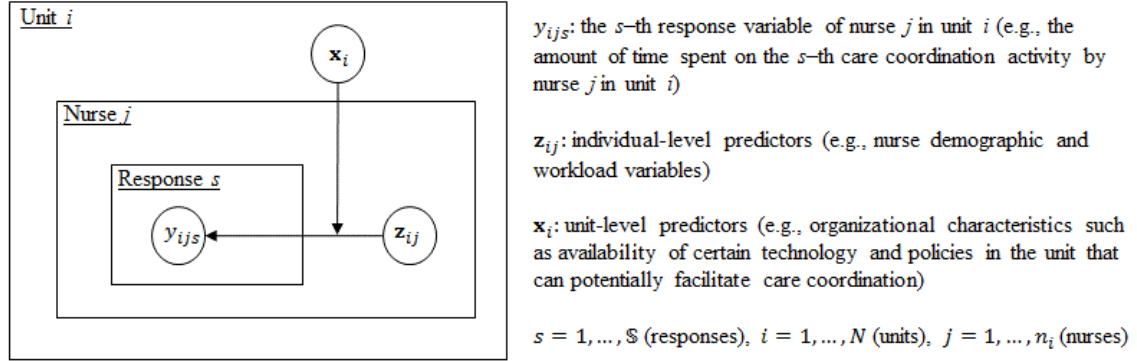 Unit i
x_i
Nurse j
Response s
y_ijs
z_ij
y_ijs: the s–th response variable of nurse j in unit i (e.g., the
amount of time spent on the s–th care coordination activity by
nurse j in unit i)
z_ij: individual-level predictors (e.g., nurse demographic and
workload variables)
x_i: unit-level predictors (e.g., organizational characteristics such
as availability of certain technology and policies in the unit that
can potentially facilitate care coordination)
s = 1, … , 𝕊 (responses), i = 1, … , N (units), j = 1, … , n_i (nurses)